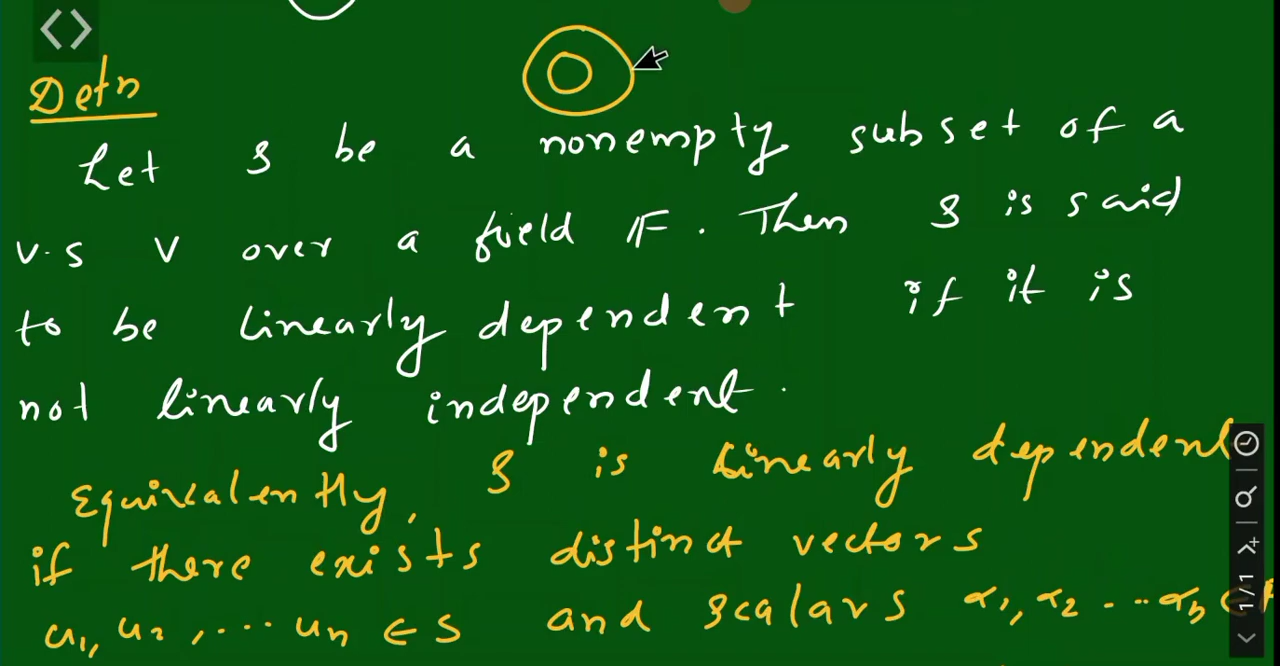 Defn
Let S be a nonempty subset of a
v.s V over a field F. Then S is said
to be linearly dependent if it is
not linearly independent.
Equivalently, S is linearly dependent
if there exists distinct vectors
u1, u2, ... un ∈ S and scalars α1, α2 ... αn ∈ F
1/1